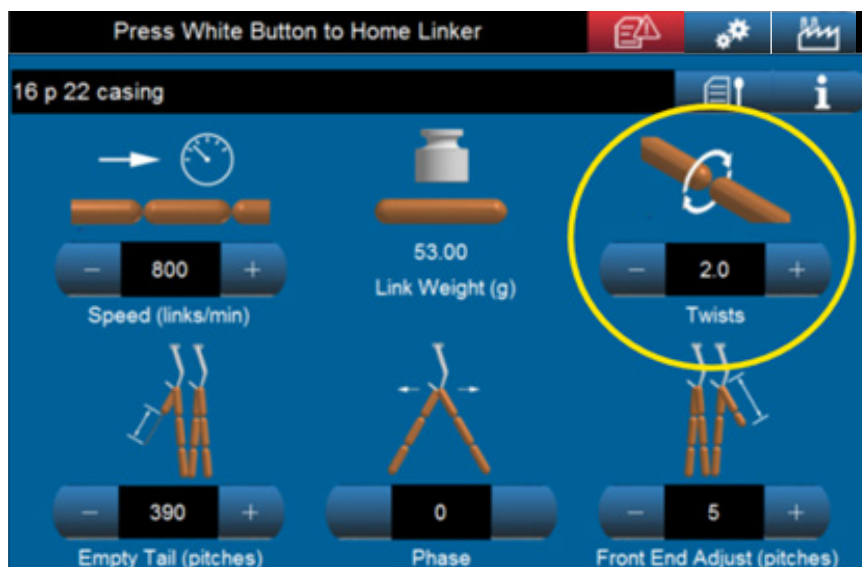 Press White Button to Home Linker
16 p 22 casing
i
53.00
Link Weight (g)
− 800 +
Speed (links/min)
− 2.0 +
Twists
− 390 +
Empty Tail (pitches)
0
Phase
− 5 +
Front End Adjust (pitches)